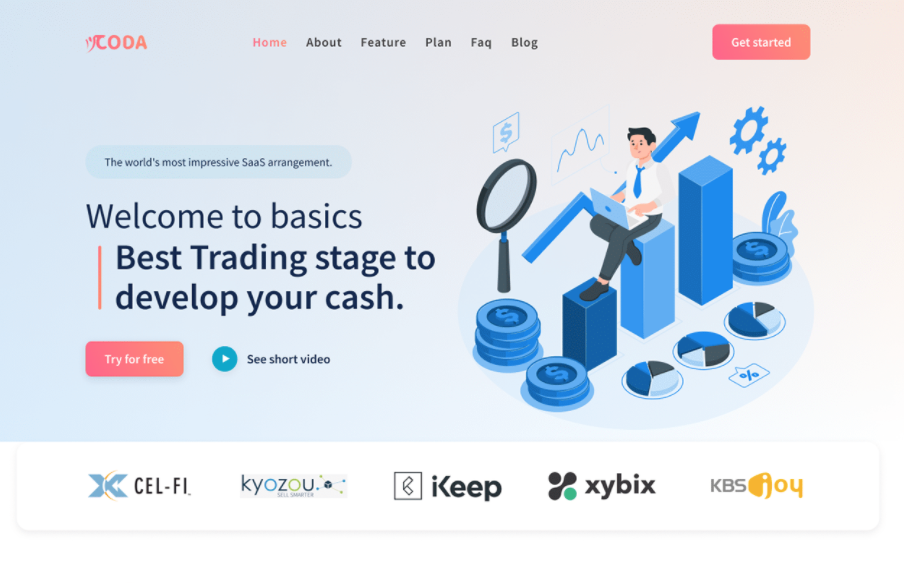 CODA
Home About Feature Plan Faq Blog
Get started
The world's most impressive SaaS arrangement.
Welcome to basics
Best Trading stage to
develop your cash.
Try for free
See short video
$
$
$
$
%
CEL-FI
kyozou
SELL SMARTER
iKeep
xybix
KBS joy